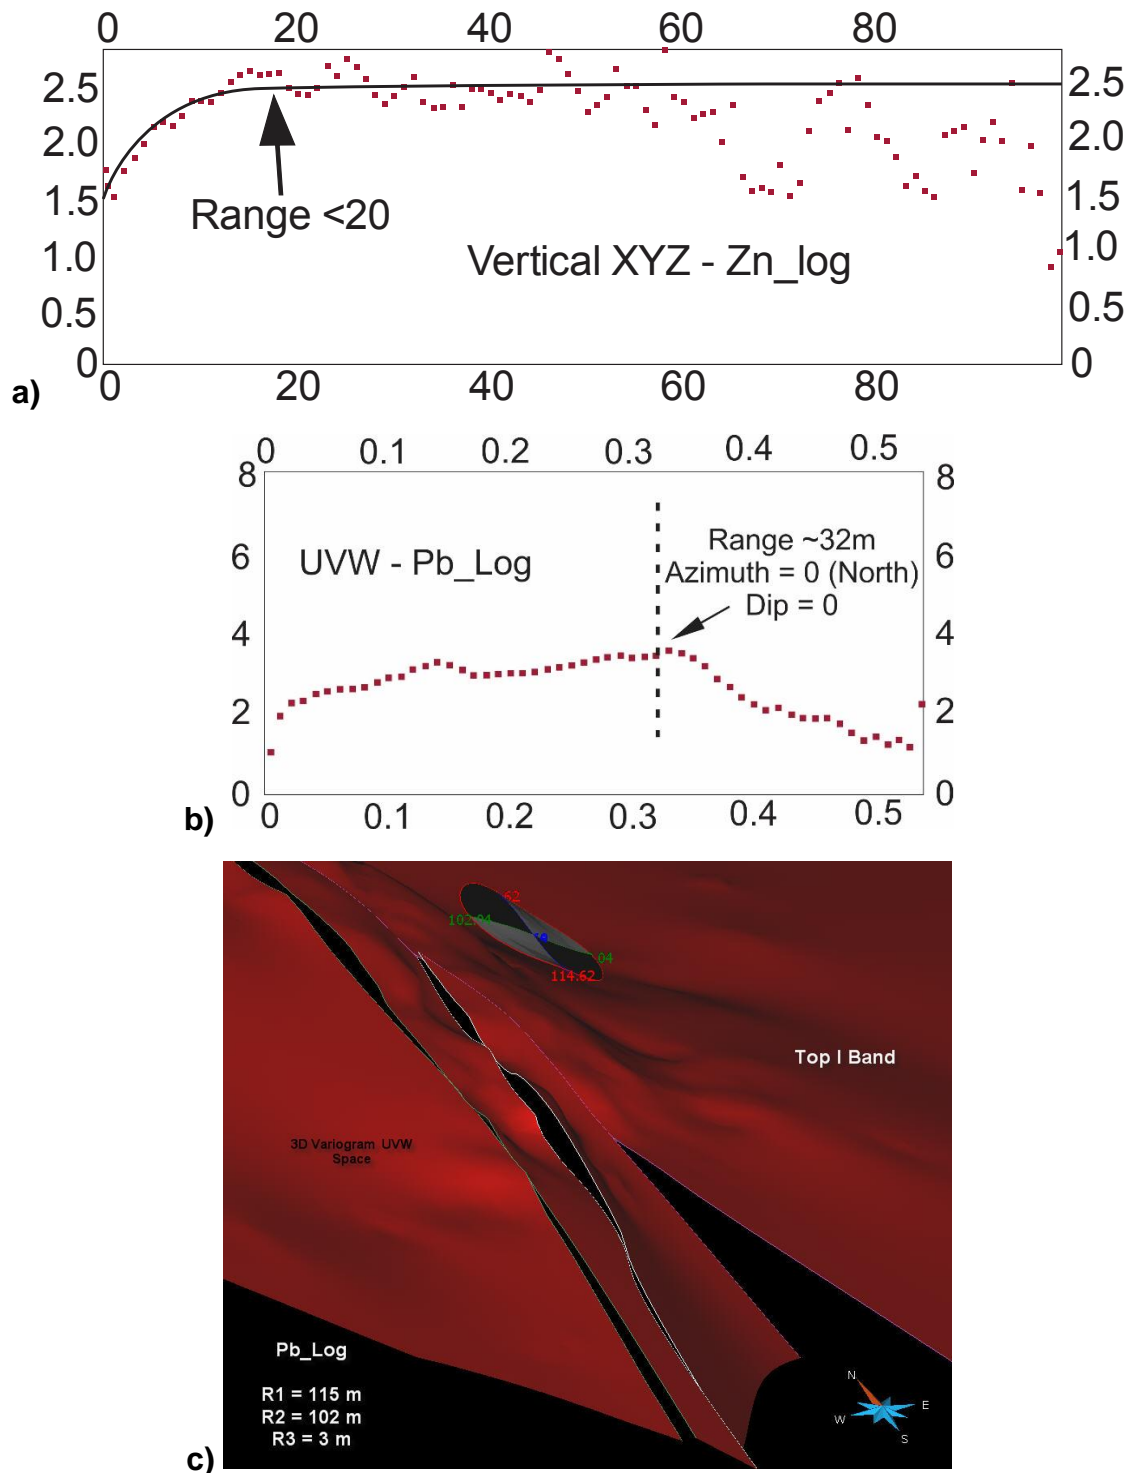 0 20 40 60 80
2.5 2.5
2.0 2.0
1.5 1.5
Range <20
1.0 1.0
Vertical XYZ - Zn_log
0.5 0.5
0 0
a)
0 20 40 60 80
0 0.1 0.2 0.3 0.4 0.5
8 8
Range ~32m
6 UVW - Pb_Log 6
Azimuth = 0 (North)
Dip = 0
4 4
2 2
0 0
b)
0 0.1 0.2 0.3 0.4 0.5
62
102.04
04
114.62
Top I Band
3D Variogram UVW
Space
Pb_Log
R1 = 115 m
R2 = 102 m
R3 = 3 m
N
W E
S
c)